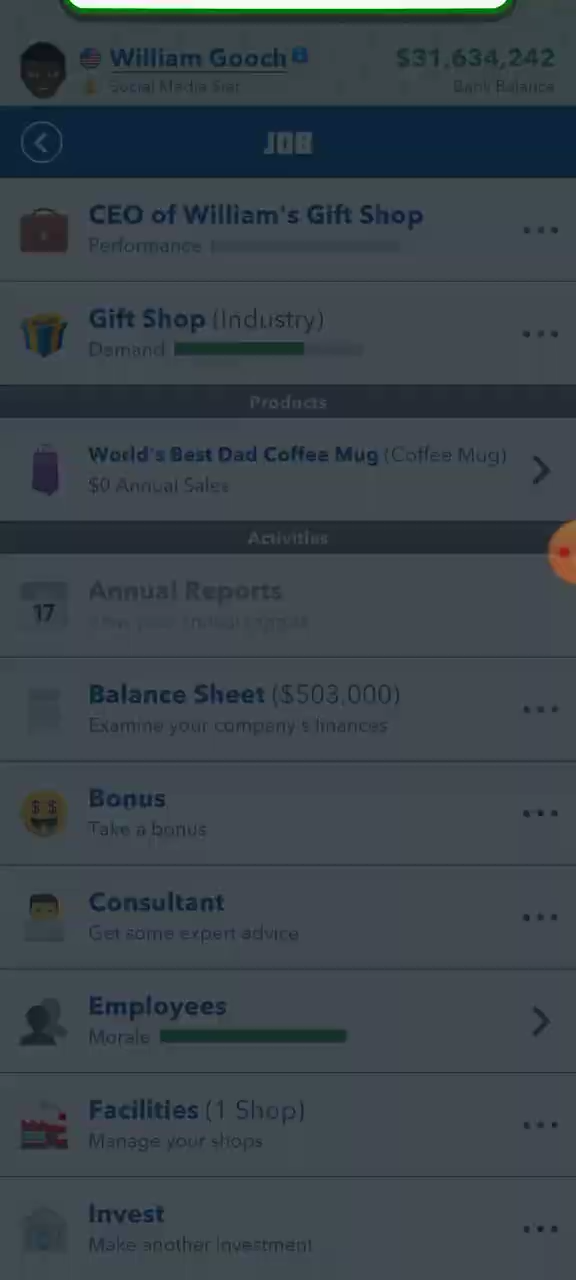 William Gooch
$31,634,242
Social Media Star
Bank Balance
JOB
CEO of William's Gift Shop
Performance
Gift Shop (Industry)
Demand
Products
World's Best Dad Coffee Mug (Coffee Mug)
$0 Annual Sales
Activities
Annual Reports
17
Balance Sheet ($503,000)
Examine your company's finances
Bonus
Take a bonus
Consultant
Get some expert advice
Employees
Morale
Facilities (1 Shop)
Manage your shops
Invest
Make another investment